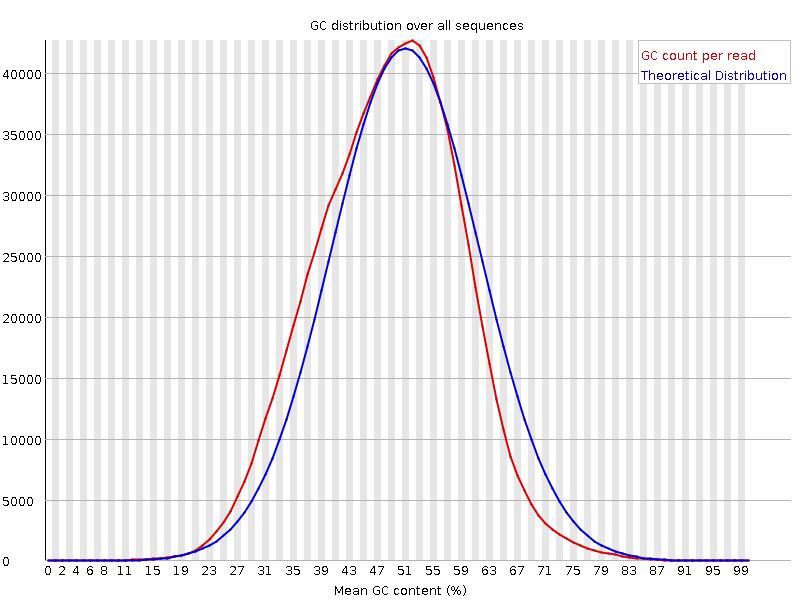 GC distribution over all sequences
GC count per read
Theoretical Distribution
40000
35000
30000
25000
20000
15000
10000
5000
0
0 2 4 6 8 11 15 19 23 27 31 35 39 43 47 51 55 59 63 67 71 75 79 83 87 91 95 99
Mean GC content (%)